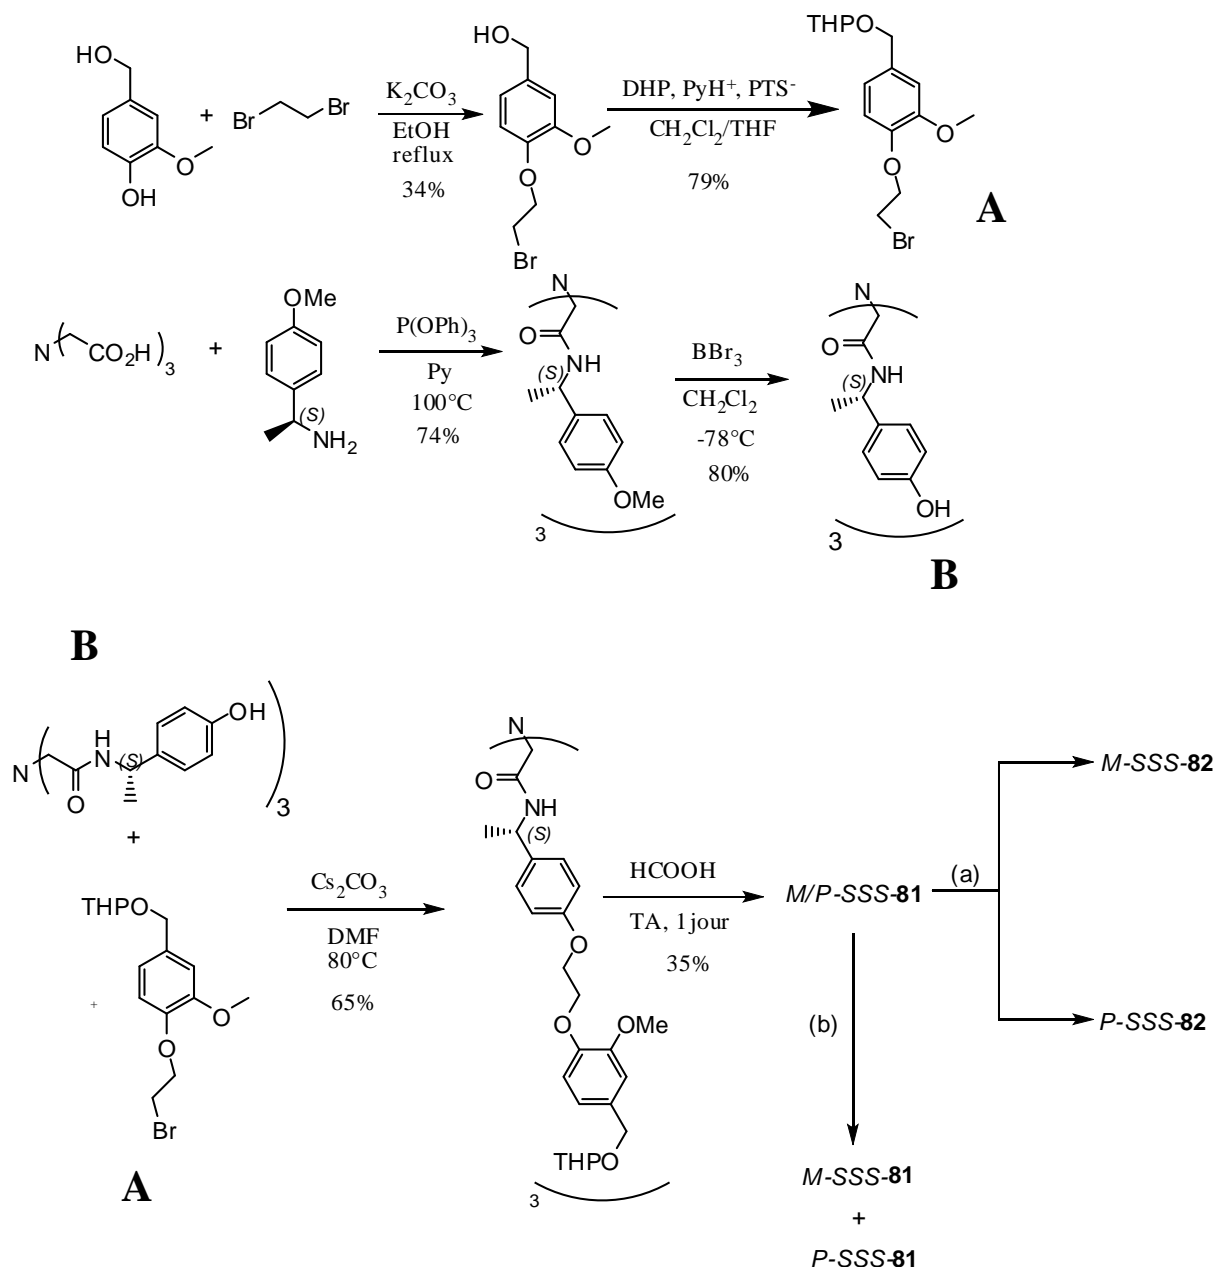 HO
OH
O
+
Br
Br
K2CO3
EtOH
reflux
34%
HO
O
O
Br
DHP, PyH+, PTS-
CH2Cl2/THF
79%
THPO
O
O
Br
A
N
CO2H
3
+
OMe
(S)
NH2
P(OPh)3
Py
100°C
74%
N
O
NH
(S)
OMe
3
BBr3
CH2Cl2
-78°C
80%
N
O
NH
(S)
OH
3
B
B
N
O
H
N
(S)
OH
3
+
THPO
+
O
O
Br
A
Cs2CO3
DMF
80°C
65%
N
O
NH
(S)
O
O
OMe
THPO
3
HCOOH
TA, 1 jour
35%
M/P-SSS-81
(a)
M-SSS-82
P-SSS-82
(b)
M-SSS-81
+
P-SSS-81